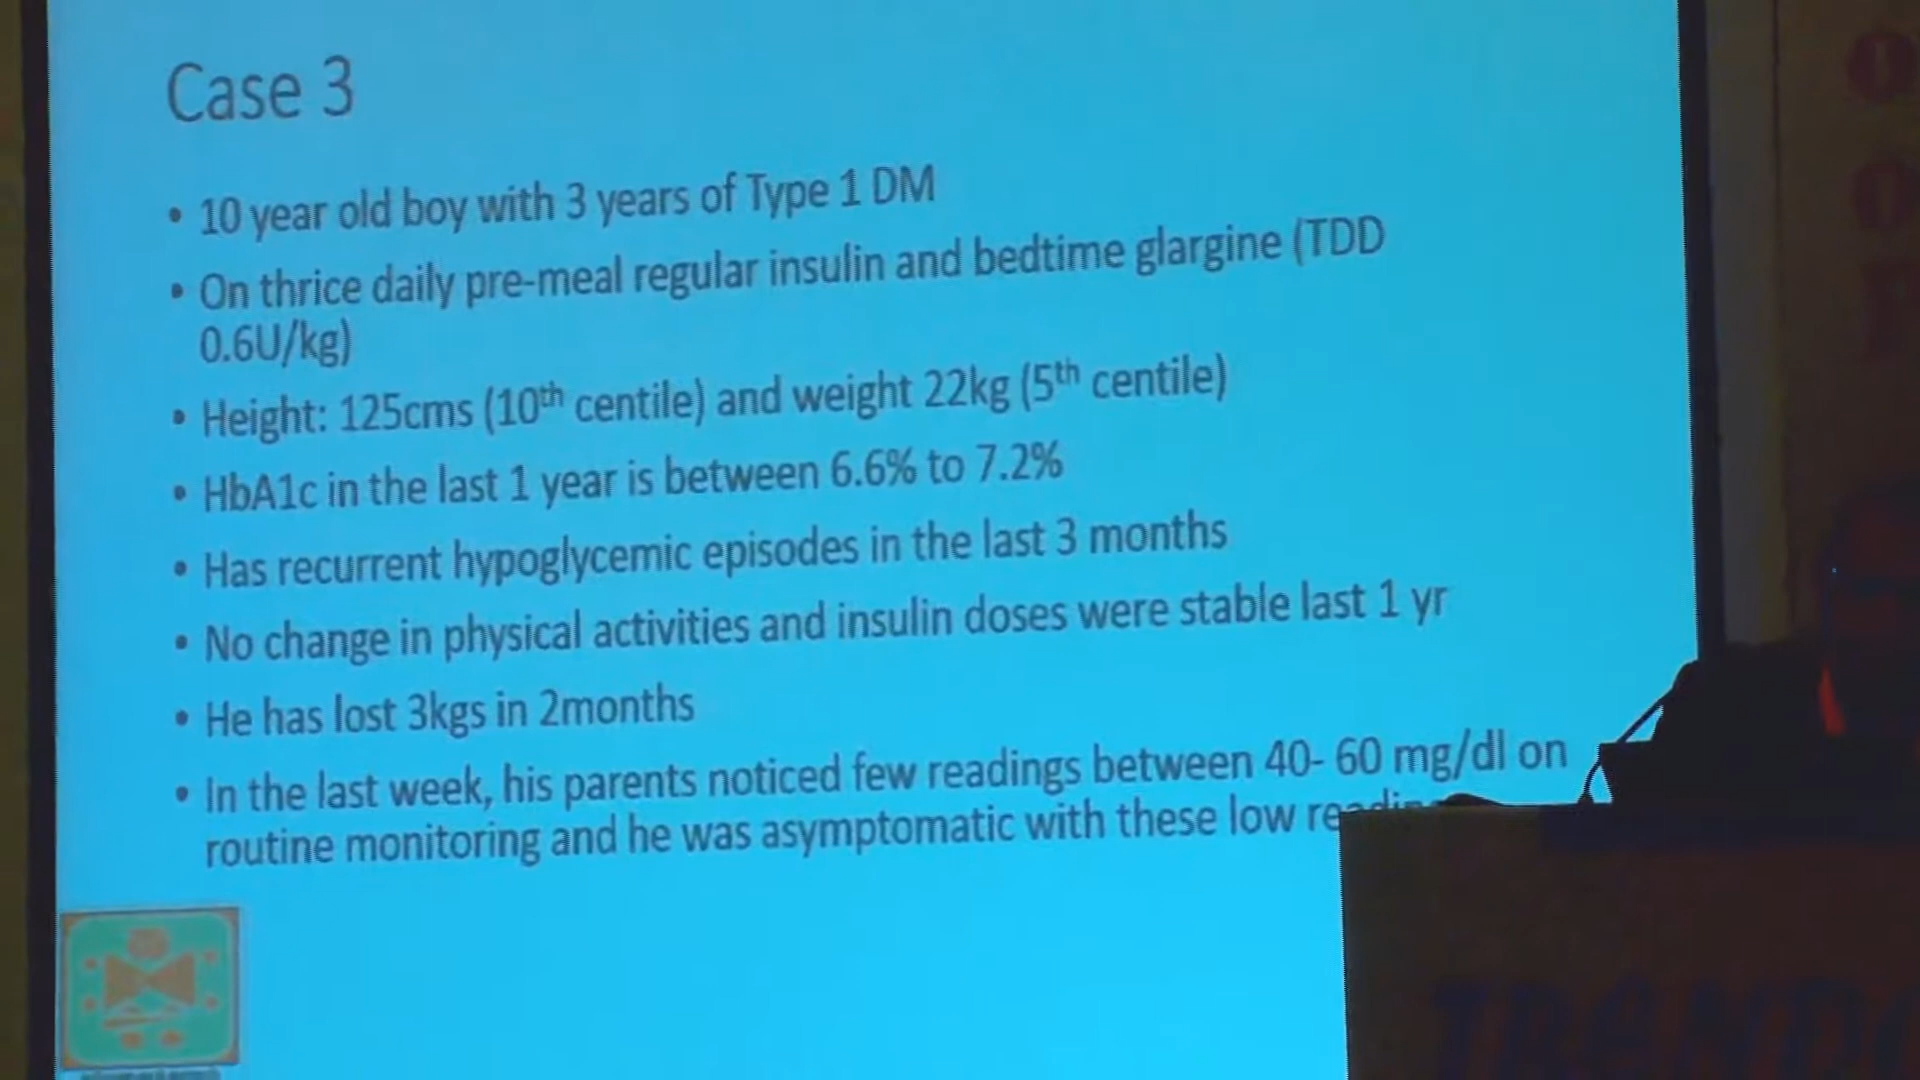 Case 3
• 10 year old boy with 3 years of Type 1 DM
• On thrice daily pre-meal regular insulin and bedtime glargine (TDD
0.6U/kg)
• Height: 125cms (10th centile) and weight 22kg (5th centile)
• HbA1c in the last 1 year is between 6.6% to 7.2%
• Has recurrent hypoglycemic episodes in the last 3 months
• No change in physical activities and insulin doses were stable last 1 yr
• He has lost 3kgs in 2months
• In the last week, his parents noticed few readings between 40- 60 mg/dl on
routine monitoring and he was asymptomatic with these low